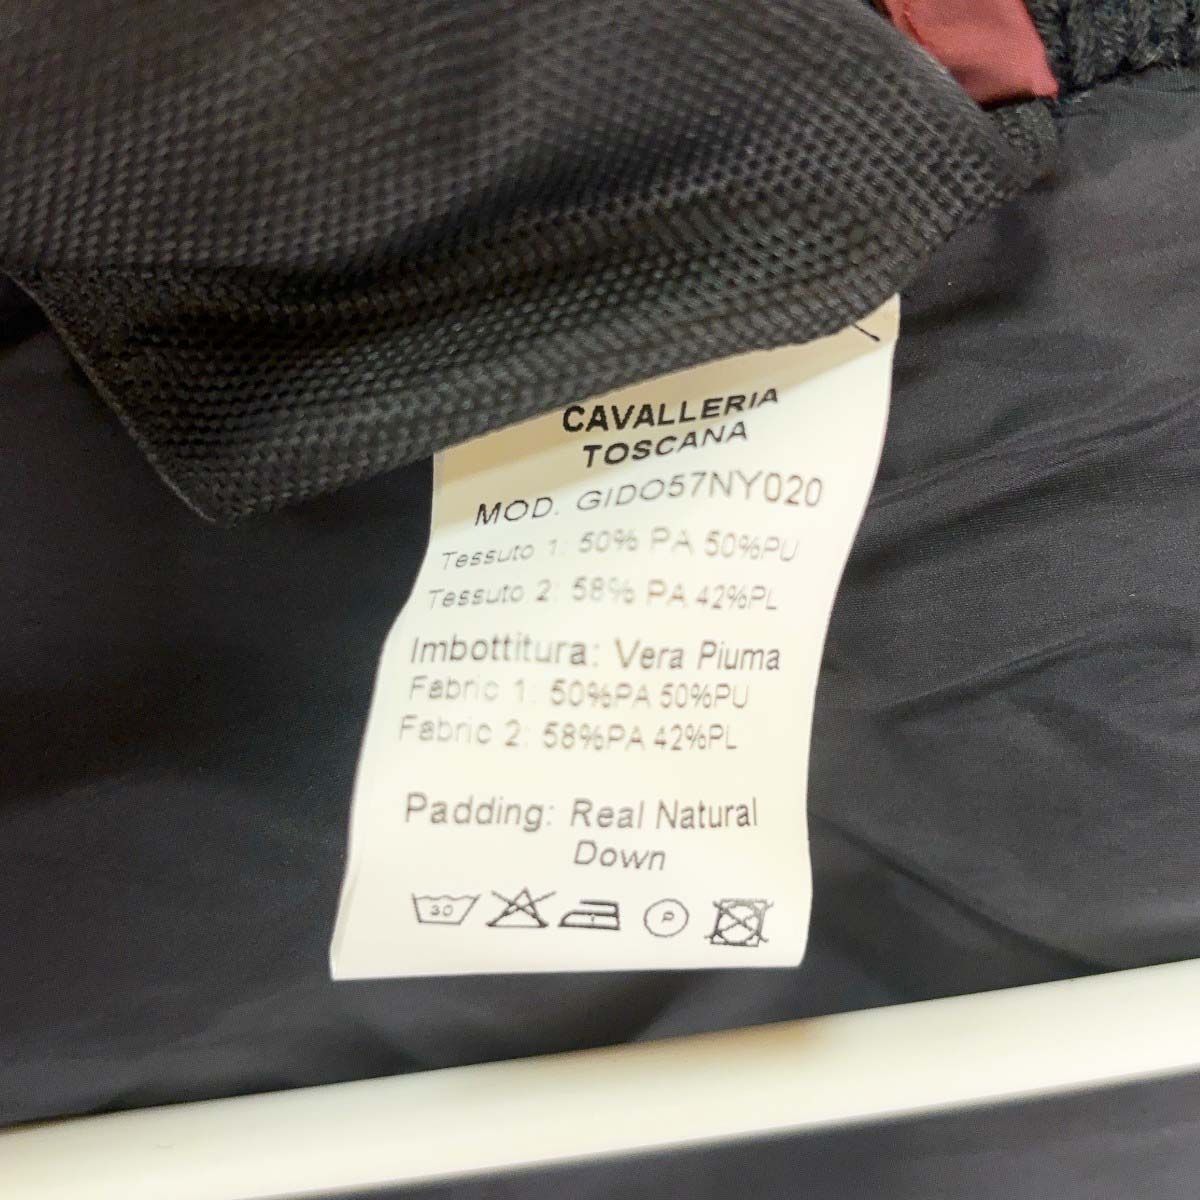 CAVALLERIA
TOSCANA
MOD. GIDO57NY020
Tessuto 1: 50% PA 50%PU
Tessuto 2: 58% PA 42%PL
Imbottitura: Vera Piuma
Fabric 1: 50%PA 50%PU
Fabric 2: 58%PA 42%PL
Padding: Real Natural
Down
30
P